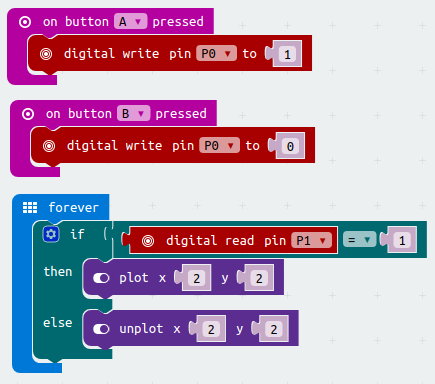 on button A ▾ pressed
digital write pin P0 ▾ to 1
on button B ▾ pressed
digital write pin P0 ▾ to 0
forever
if digital read pin P1 ▾ = ▾ 1
then plot x 2 y 2
else unplot x 2 y 2